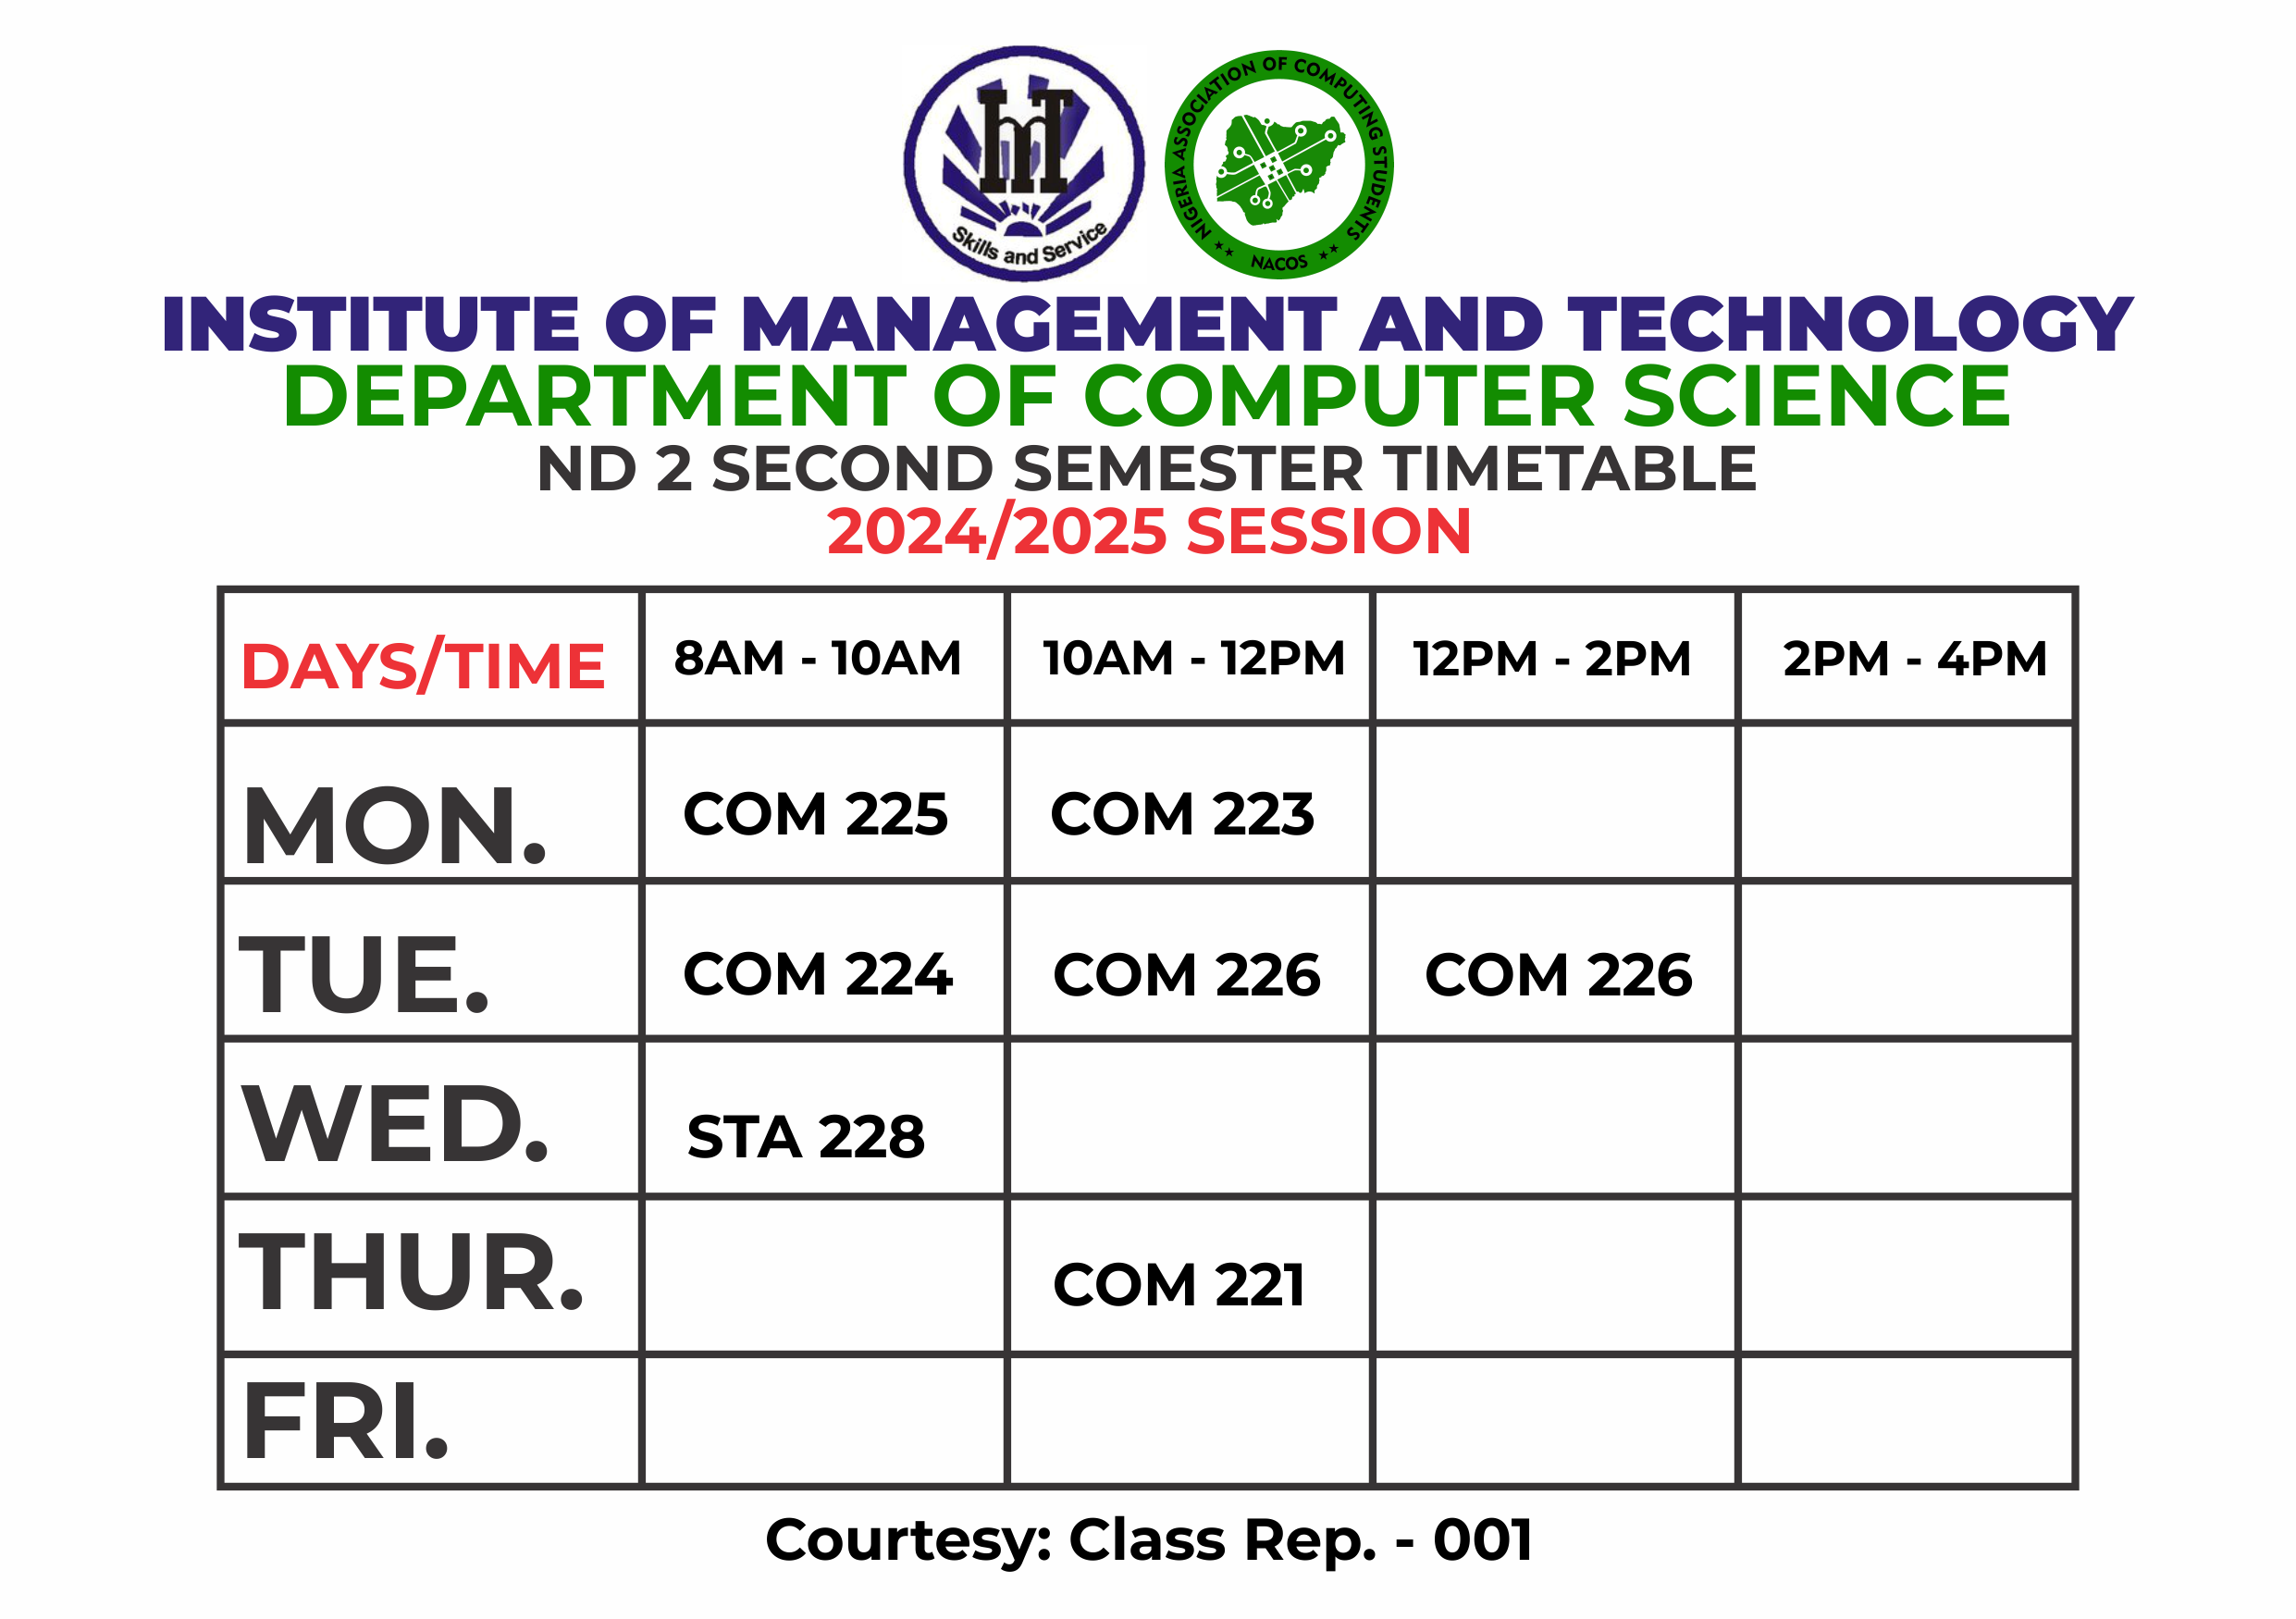 IMT
Skills and Service
NIGERIA ASSOCIATION OF COMPUTING STUDENTS
NACOS
INSTITUTE OF MANAGEMENT AND TECHNOLOGY
DEPARTMENT OF COMPUTER SCIENCE
ND 2 SECOND SEMESTER TIMETABLE
2024/2025 SESSION
DAYS/TIME 8AM - 10AM 10AM - 12PM 12PM - 2PM 2PM - 4PM
MON. COM 225 COM 223
TUE. COM 224 COM 226 COM 226
WED. STA 228
THUR. COM 221
FRI.
Courtesy: Class Rep. - 001